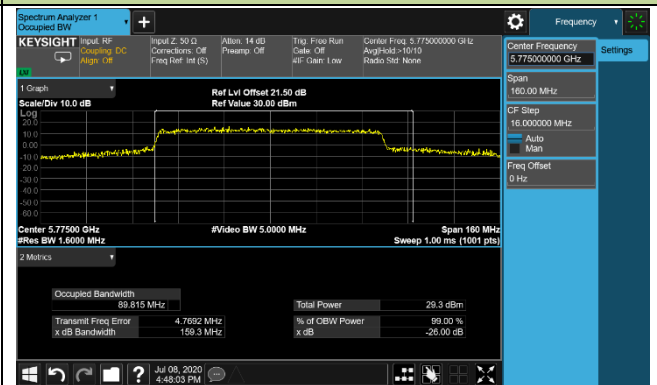 Spectrum Analyzer 1
Occupied BW
Frequency
KEYSIGHT
Input: RF
Coupling: DC
Align: Off
Input Z: 50 Ω
Corrections: Off
Freq Ref: Int (S)
Atten: 14 dB
Preamp: Off
Trig: Free Run
Gate: Off
#IF Gain: Low
Center Freq: 5.775000000 GHz
Avg|Hold:>10/10
Radio Std: None
Center Frequency
5.775000000 GHz
Settings
Span
160.00 MHz
CF Step
16.000000 MHz
Auto
Man
Freq Offset
0 Hz
1 Graph
Scale/Div 10.0 dB
Ref Lvl Offset 21.50 dB
Ref Value 30.00 dBm
Log
20.0
10.0
0.00
-10.0
-20.0
-30.0
-40.0
-50.0
-60.0
Center 5.77500 GHz
#Video BW 5.0000 MHz
Span 160 MHz
#Res BW 1.6000 MHz
Sweep 1.00 ms (1001 pts)
2 Metrics
Occupied Bandwidth
89.815 MHz
Total Power
29.3 dBm
Transmit Freq Error
4.7692 MHz
% of OBW Power
99.00 %
x dB Bandwidth
159.3 MHz
x dB
-26.00 dB
Jul 08, 2020
4:48:03 PM